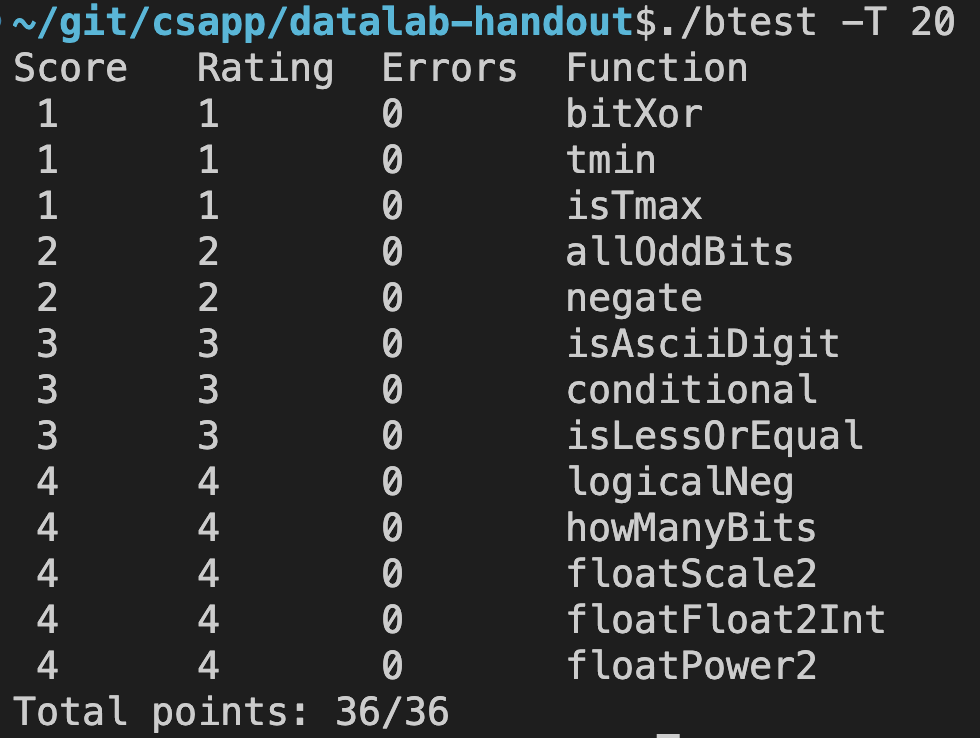 ~/git/csapp/datalab-handout$./btest -T 20
Score Rating Errors Function
1 1 0 bitXor
1 1 0 tmin
1 1 0 isTmax
2 2 0 allOddBits
2 2 0 negate
3 3 0 isAsciiDigit
3 3 0 conditional
3 3 0 isLessOrEqual
4 4 0 logicalNeg
4 4 0 howManyBits
4 4 0 floatScale2
4 4 0 floatFloat2Int
4 4 0 floatPower2
Total points: 36/36